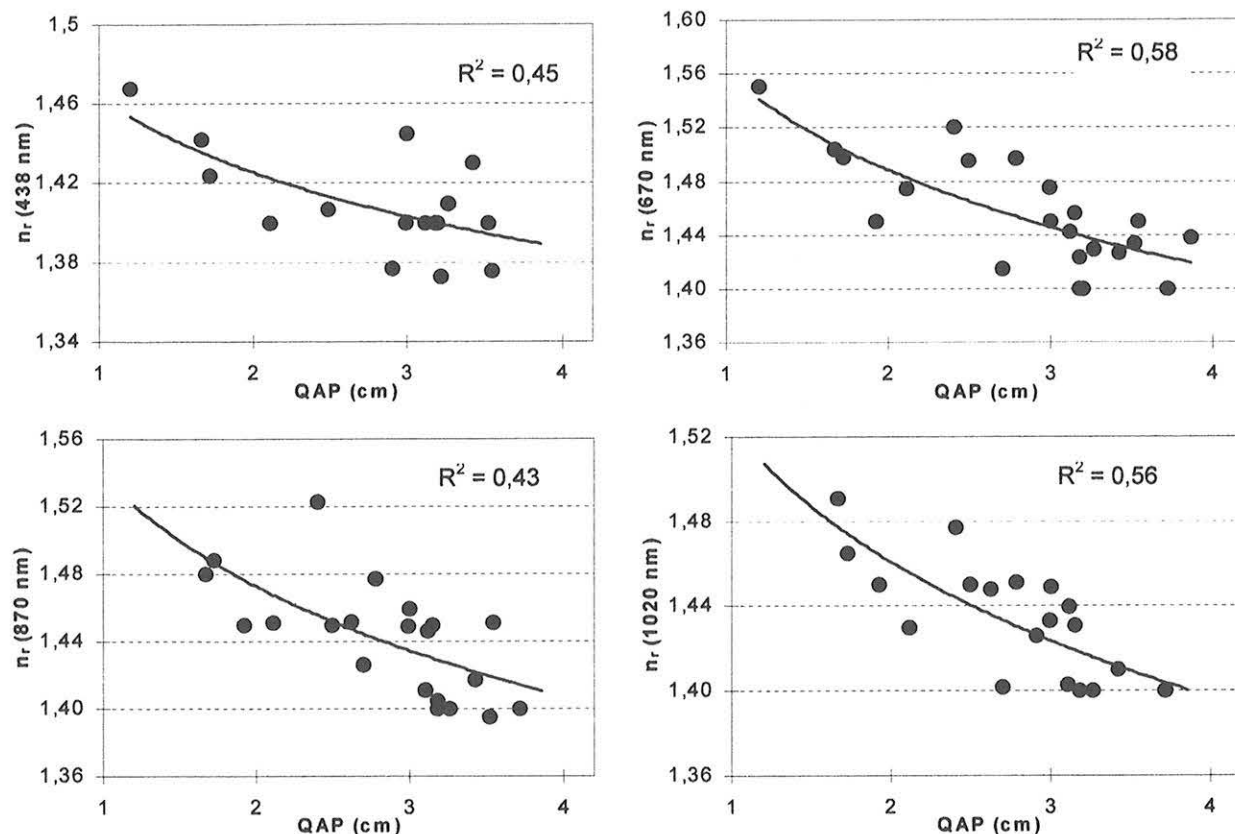 1,5
1,46
1,42
1,38
1,34
n_r (438 nm)
R² = 0,45
1 2 3 4
QAP (cm)
1,60
1,56
1,52
1,48
1,44
1,40
1,36
n_r (670 nm)
R² = 0,58
1 2 3 4
QAP (cm)
1,56
1,52
1,48
1,44
1,40
1,36
n_r (870 nm)
R² = 0,43
1 2 3 4
QAP (cm)
1,52
1,48
1,44
1,40
1,36
n_r (1020 nm)
R² = 0,56
1 2 3 4
QAP (cm)